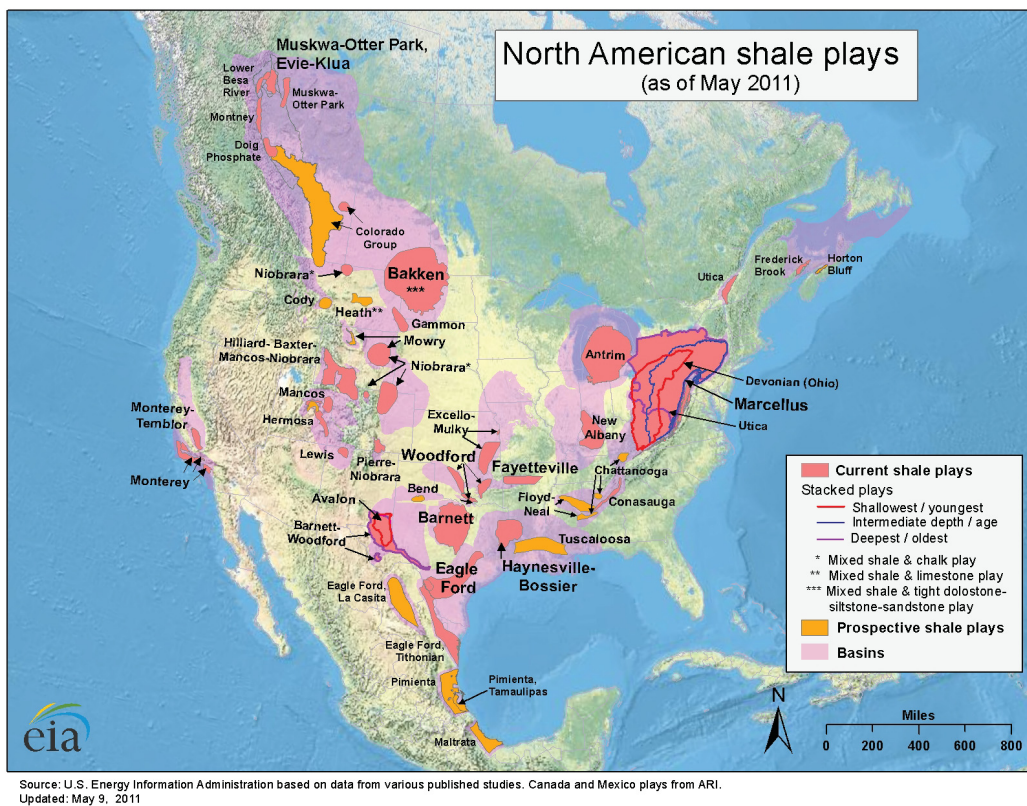 North American shale plays
(as of May 2011)
Muskwa-Otter Park,
Evie-Klua
Lower
Besa
River
Muskwa-
Otter Park
Montney
Doig
Phosphate
Colorado
Group
Niobrara*
Bakken
***
Cody
Heath**
Gammon
Mowry
Hilliard- Baxter-
Mancos-Niobrara
Niobrara*
Mancos
Hermosa
Excello-
Mulky
Monterey-
Temblor
Monterey
Lewis
Pierre-
Niobrara
Woodford
Fayetteville
Bend
Avalon
Barnett
Barnett-
Woodford
Eagle
Ford
Eagle Ford,
La Casita
Eagle Ford,
Tithonian
Pimienta
Pimienta,
Tamaulipas
Maltrata
Haynesville-
Bossier
Tuscaloosa
Floyd-
Neal
Conasauga
Chattanooga
New
Albany
Antrim
Devonian (Ohio)
Marcellus
Utica
Utica
Frederick
Brook
Horton
Bluff
Current shale plays
Stacked plays
Shallowest / youngest
Intermediate depth / age
Deepest / oldest
* Mixed shale & chalk play
** Mixed shale & limestone play
*** Mixed shale & tight dolostone-
siltstone-sandstone play
Prospective shale plays
Basins
N
Miles
0 200 400 600 800
eia
Source: U.S. Energy Information Administration based on data from various published studies. Canada and Mexico plays from ARI.
Updated: May 9, 2011